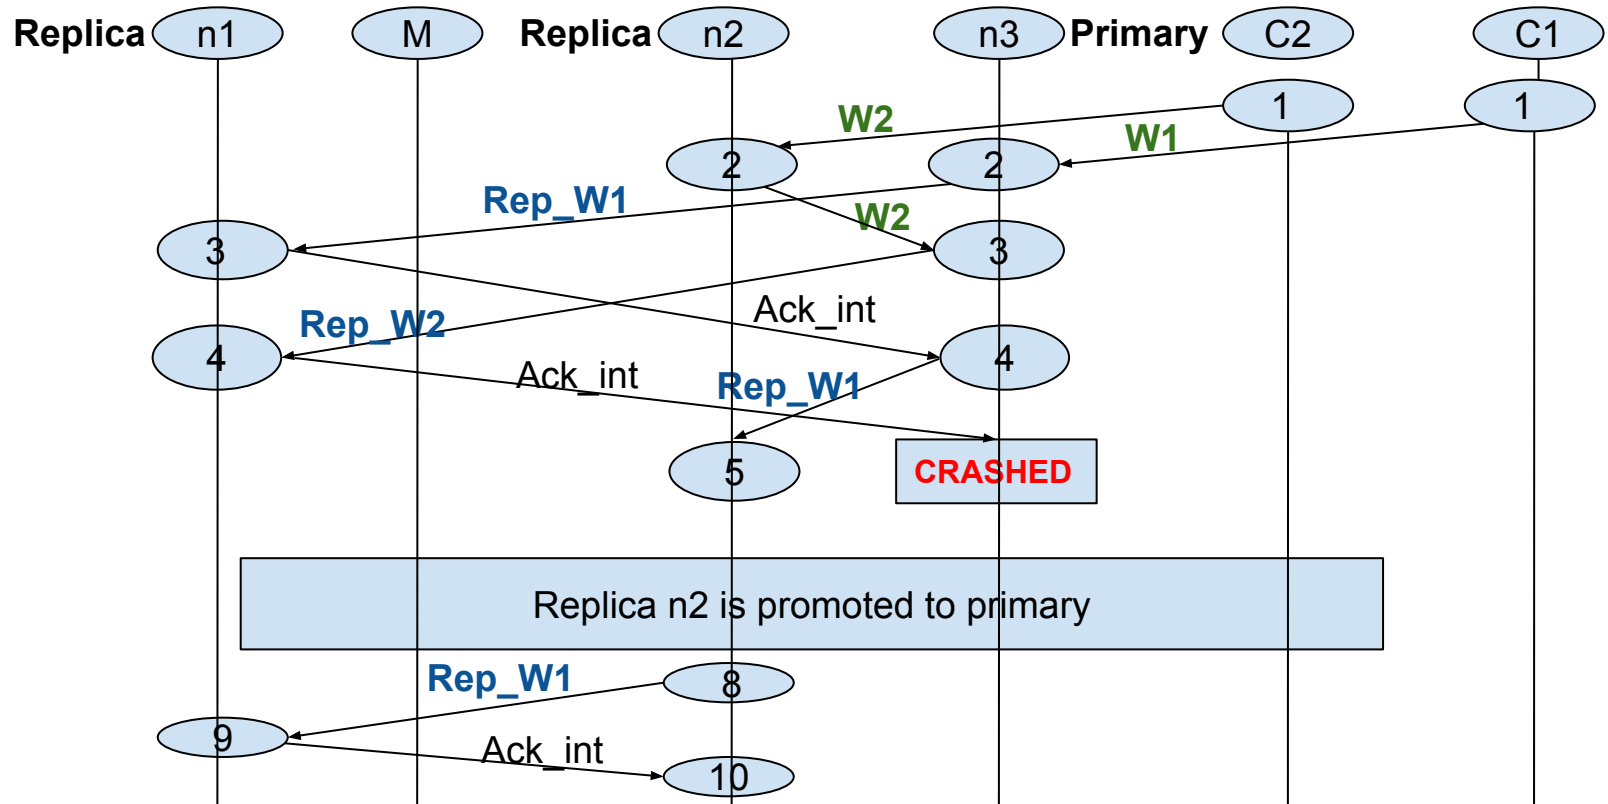 Replica n1 M Replica n2 n3 Primary C2 C1
1 1
W2
W1
2 2
Rep_W1
W2
3 3
Ack_int
Rep_W2
4 4
Ack_int Rep_W1
5 CRASHED
Replica n2 is promoted to primary
Rep_W1 8
9
Ack_int
10